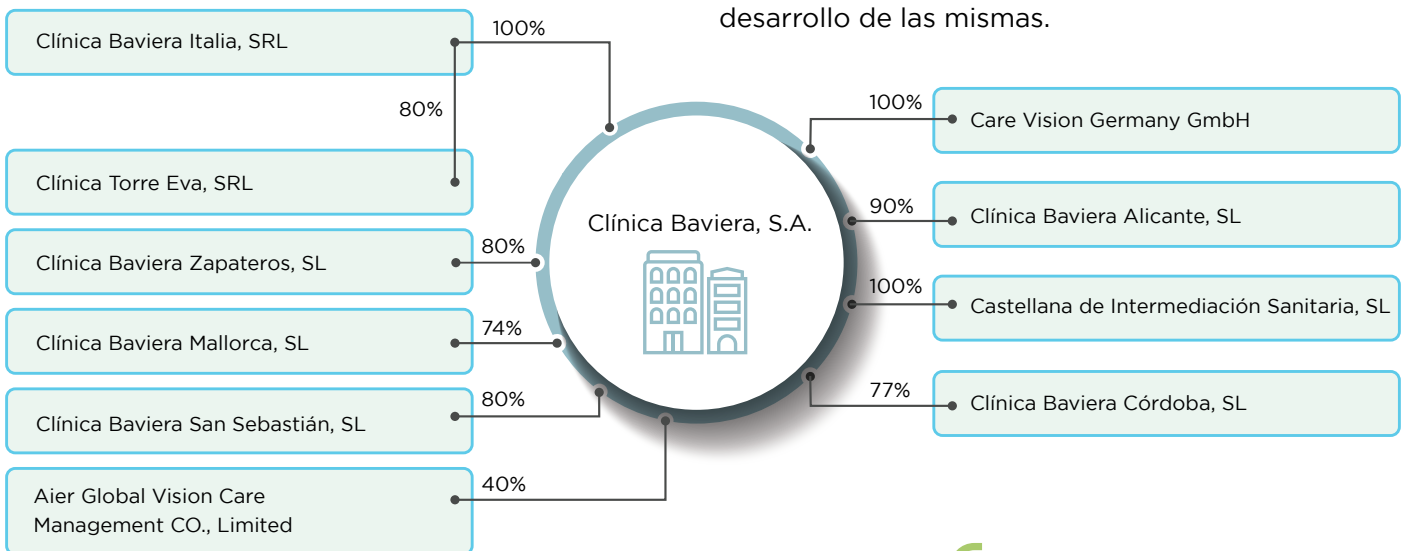 desarrollo de las mismas.
Clínica Baviera Italia, SRL
100%
80%
Clínica Torre Eva, SRL
Clínica Baviera Zapateros, SL
80%
Clínica Baviera Mallorca, SL
74%
Clínica Baviera San Sebastián, SL
80%
Aier Global Vision Care
Management CO., Limited
40%
Clínica Baviera, S.A.
100%
Care Vision Germany GmbH
90%
Clínica Baviera Alicante, SL
100%
Castellana de Intermediación Sanitaria, SL
77%
Clínica Baviera Córdoba, SL